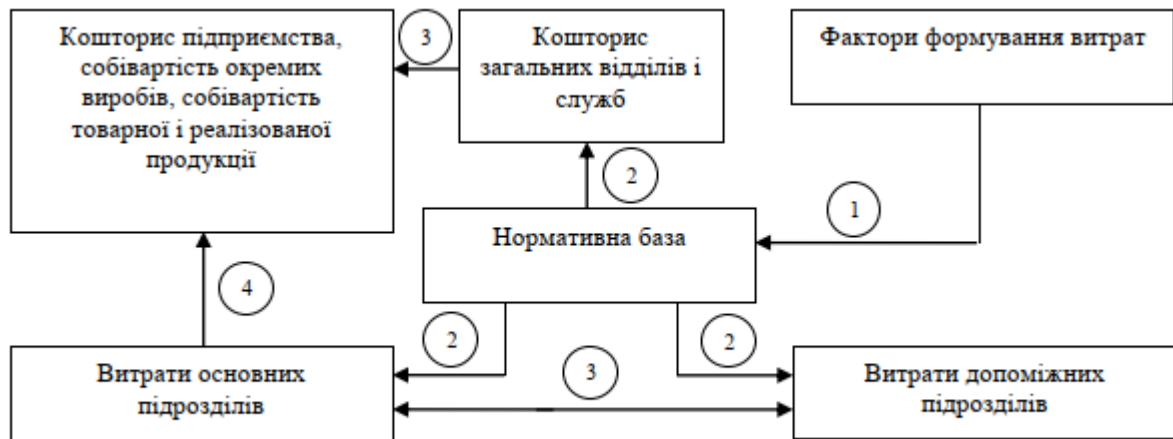 Кошторис підприємства,
собівартість окремих
виробів, собівартість
товарної і реалізованої
продукції
3
Кошторис
загальних відділів і
служб
Фактори формування витрат
2
1
Нормативна база
4
2
2
Витрати основних
підрозділів
3
Витрати допоміжних
підрозділів